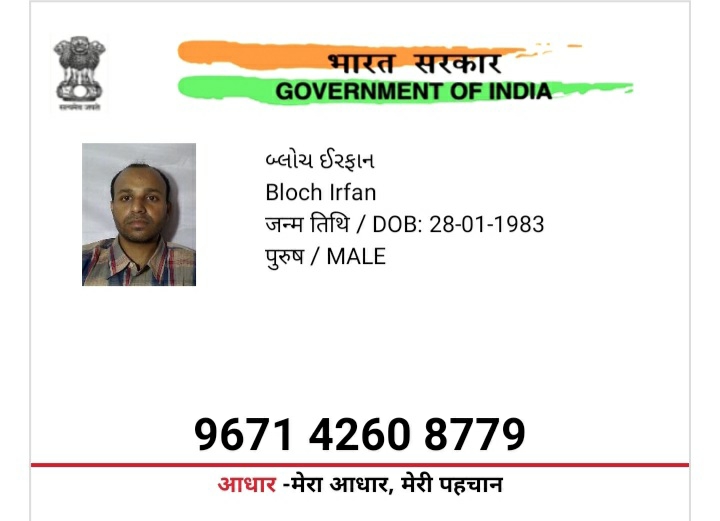 सत्यमेव जयते
भारत सरकार
GOVERNMENT OF INDIA
બ્લોચ ઈરફાન
Bloch Irfan
जन्म तिथि / DOB: 28-01-1983
पुरुष / MALE
9671 4260 8779
आधार -मेरा आधार, मेरी पहचान